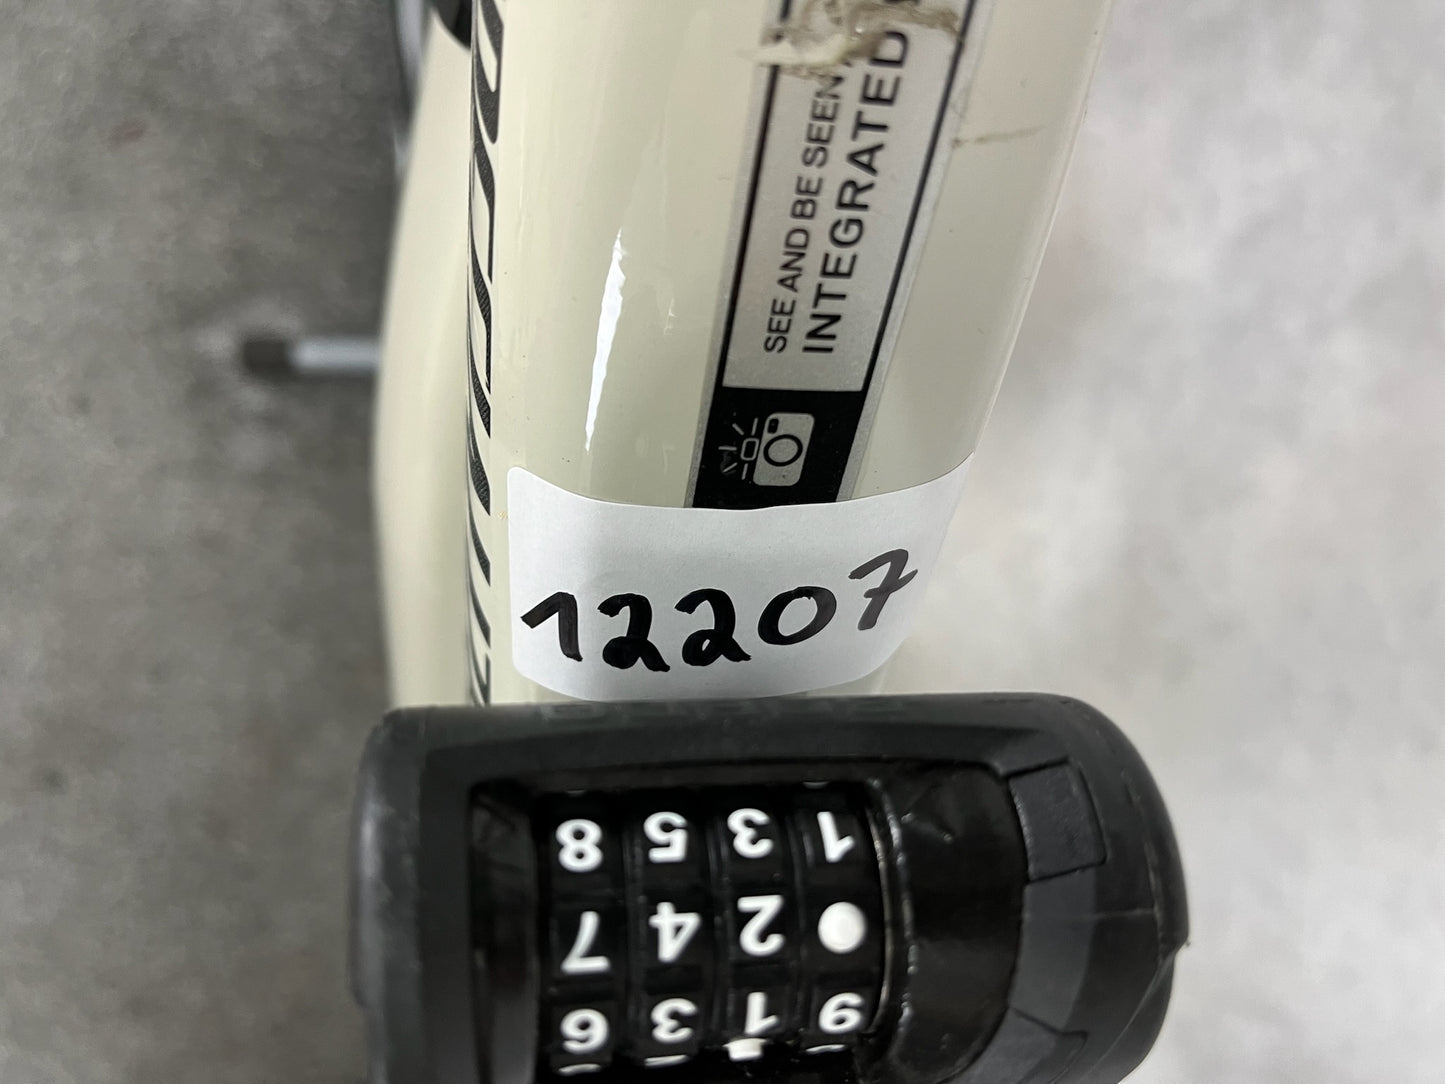 SEE AND BE SEEN
INTEGRATED
12207
8 5 3 1
7 4 2
6 3 1 9